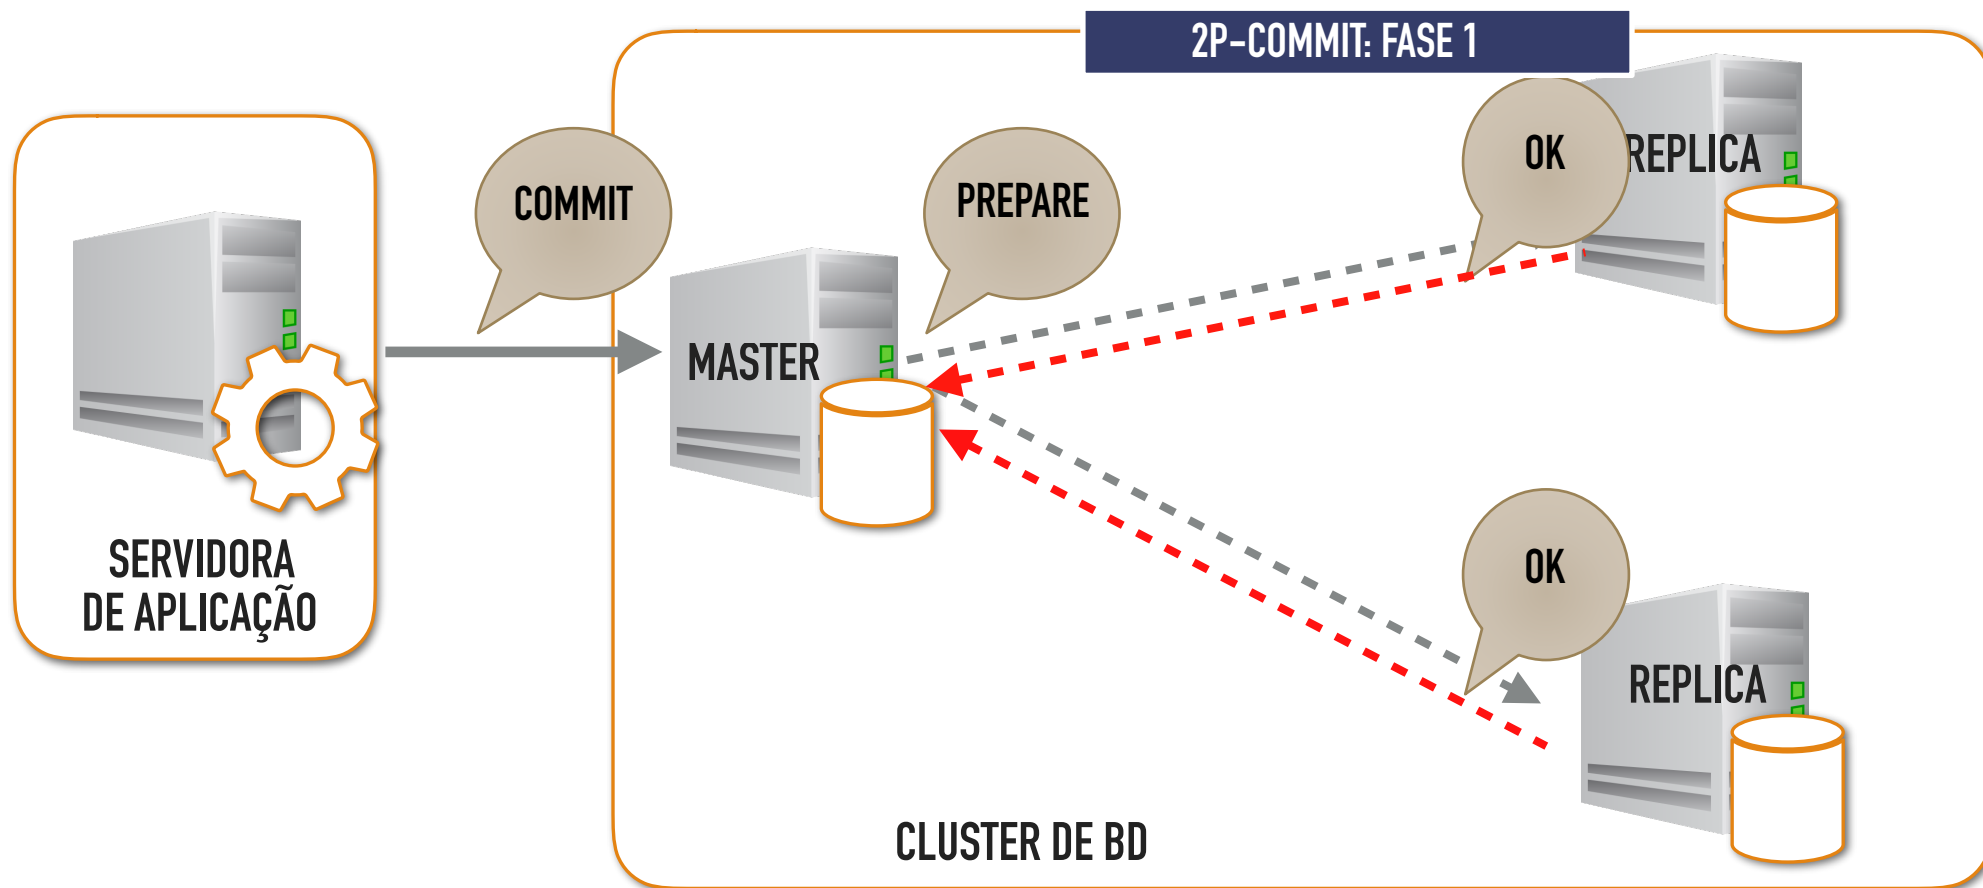 2P-COMMIT: FASE 1
COMMIT
PREPARE
OK
REPLICA
MASTER
SERVIDORA
DE APLICAÇÃO
OK
REPLICA
CLUSTER DE BD